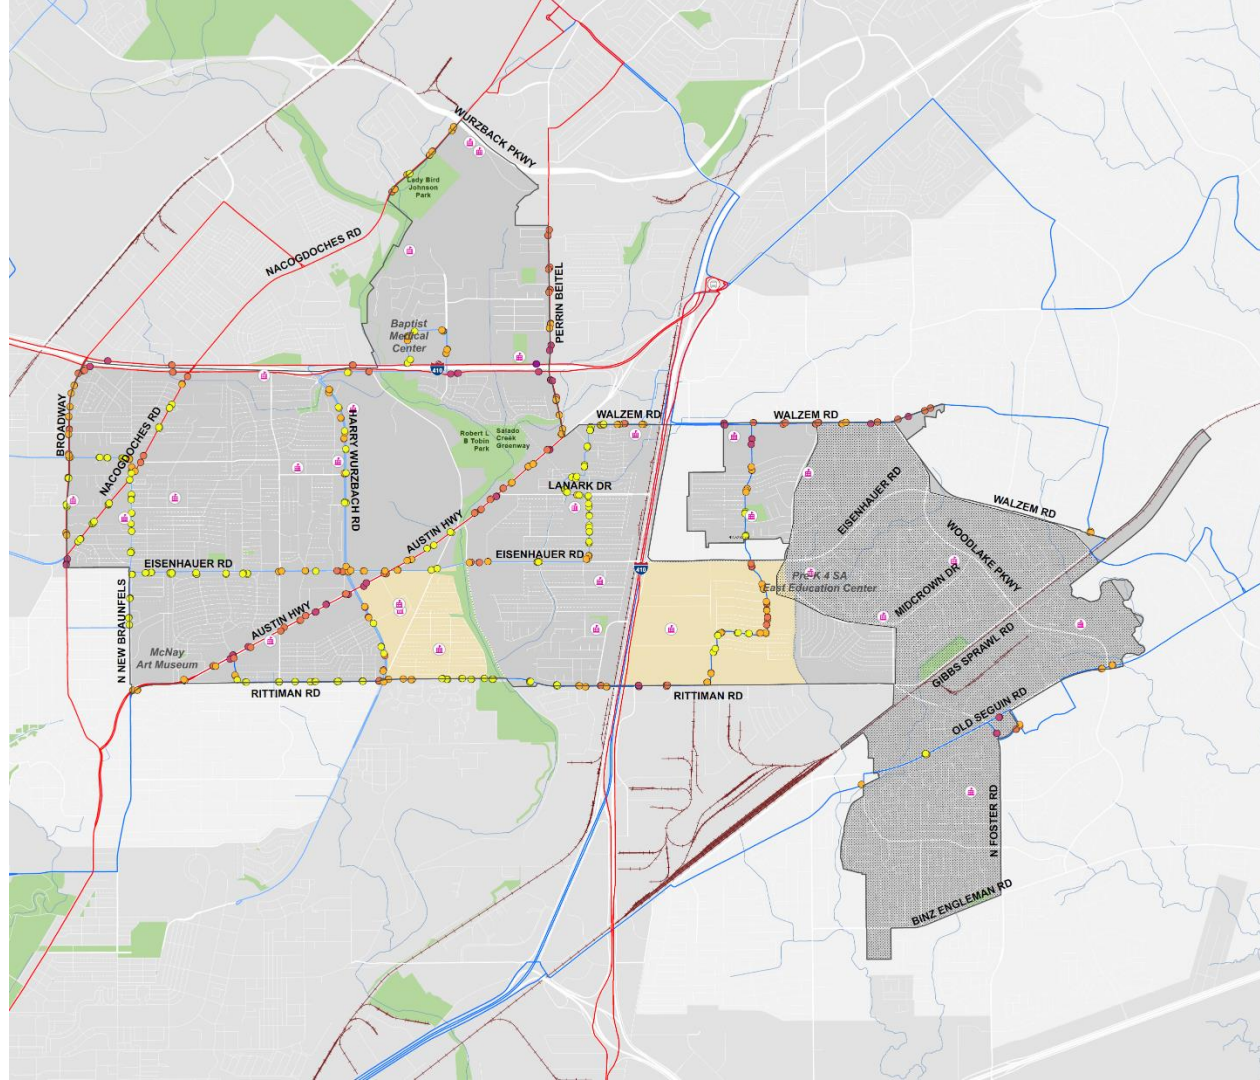 WURZBACK PKWY
Lady Bird
Johnson
Park
NACOGDOCHES RD
PERRIN BEITEL
Baptist
Medical
Center
410
BROADWAY
NACOGDOCHES RD
HARRY WURZBACH RD
WALZEM RD
WALZEM RD
Robert L
B Tobin
Park
Salado
Creek
Greenway
LANARK DR
AUSTIN HWY
EISENHAUER RD
WALZEM RD
WOODLAKE PKWY
EISENHAUER RD
EISENHAUER RD
410
Pre-K 4 SA
East Education Center
MIDCROWN DR
N NEW BRAUNFELS
AUSTIN HWY
McNay
Art Museum
GIBBS SPRAWL RD
RITTIMAN RD
RITTIMAN RD
OLD SEGUIN RD
N FOSTER RD
BINZ ENGLEMAN RD